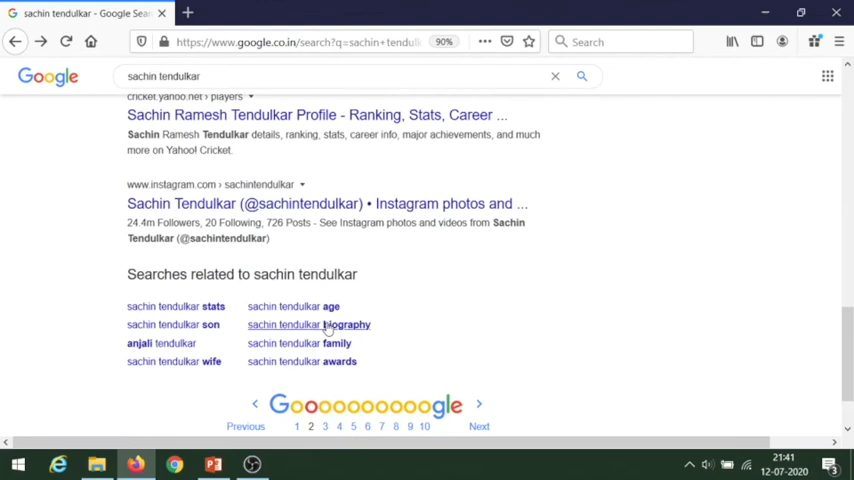 sachin tendulkar - Google Sear
https://www.google.co.in/search?q=sachin+tendul
90%
Search
Google
sachin tendulkar
cricket.yahoo.net › players
Sachin Ramesh Tendulkar Profile - Ranking, Stats, Career ...
Sachin Ramesh Tendulkar details, ranking, stats, career info, major achievements, and much
more on Yahoo! Cricket.
www.instagram.com › sachintendulkar
Sachin Tendulkar (@sachintendulkar) • Instagram photos and ...
24.4m Followers, 20 Following, 726 Posts - See Instagram photos and videos from Sachin
Tendulkar (@sachintendulkar)
Searches related to sachin tendulkar
sachin tendulkar stats sachin tendulkar age
sachin tendulkar son sachin tendulkar biography
anjali tendulkar sachin tendulkar family
sachin tendulkar wife sachin tendulkar awards
Goooooooooogle
Previous 1 2 3 4 5 6 7 8 9 10 Next
21:41
12-07-2020
3